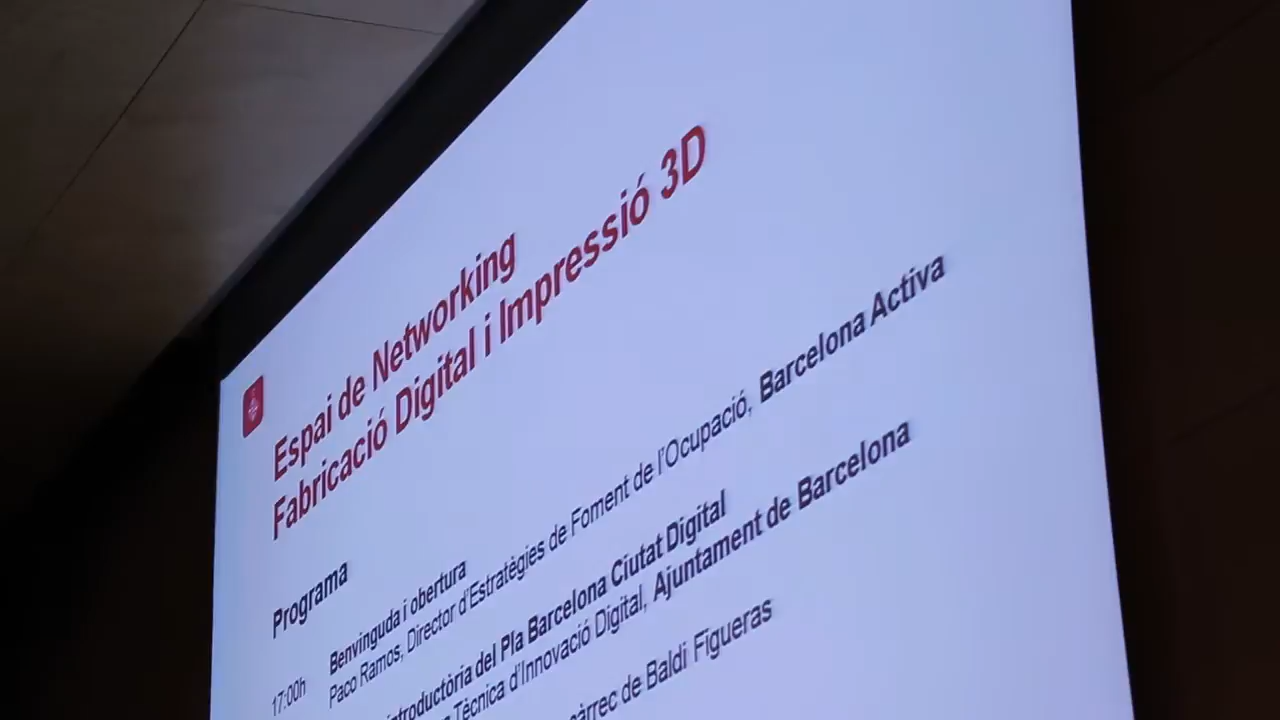 Espai de Networking
Fabricació Digital i Impressió 3D
Programa
17:00h
Benvinguda i obertura
Paco Ramos, Director d'Estratègies de Foment de l'Ocupació, Barcelona Activa
introductòria del Pla Barcelona Ciutat Digital
Tècnica d'Innovació Digital, Ajuntament de Barcelona
càrrec de Baldi Figueras